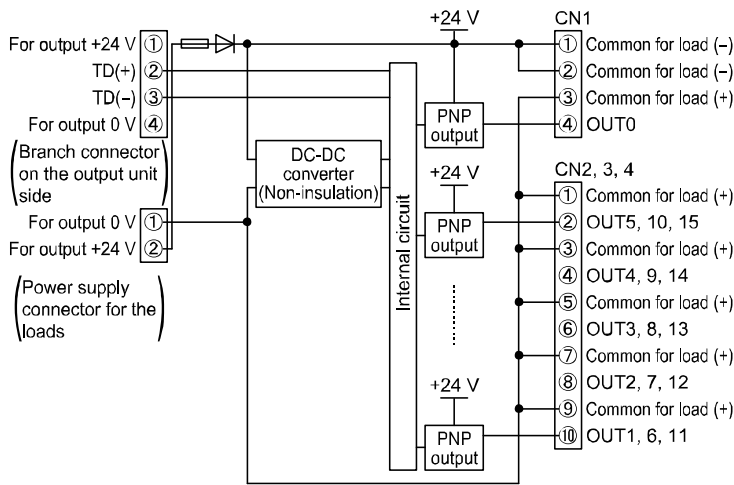 For output +24 V ①
TD(+) ②
TD(–) ③
For output 0 V ④
(Branch connector
on the output unit
side)
For output 0 V ①
For output +24 V ②
(Power supply
connector for the
loads)
DC-DC
converter
(Non-insulation)
Internal circuit
+24 V
PNP
output
+24 V
PNP
output
+24 V
PNP
output
CN1
① Common for load (–)
② Common for load (–)
③ Common for load (+)
④ OUT0
CN2, 3, 4
① Common for load (+)
② OUT5, 10, 15
③ Common for load (+)
④ OUT4, 9, 14
⑤ Common for load (+)
⑥ OUT3, 8, 13
⑦ Common for load (+)
⑧ OUT2, 7, 12
⑨ Common for load (+)
⑩ OUT1, 6, 11